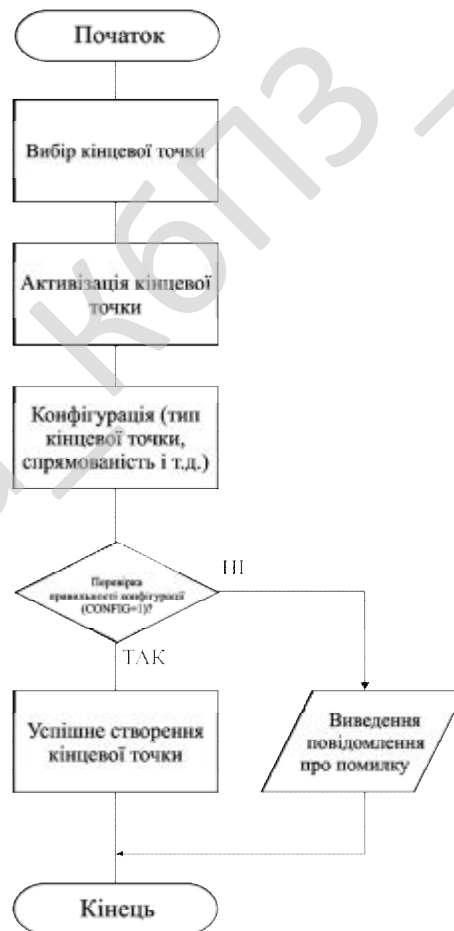 Початок
Вибір кінцевої точки
Активізація кінцевої
точки
Конфігурація (тип
кінцевої точки,
спрямованість і т.д.)
Перевірка
правильності конфігурації
(CONFIG=1)?
НІ
ТАК
Успішне створення
кінцевої точки
Виведення
повідомлення
про помилку
Кінець